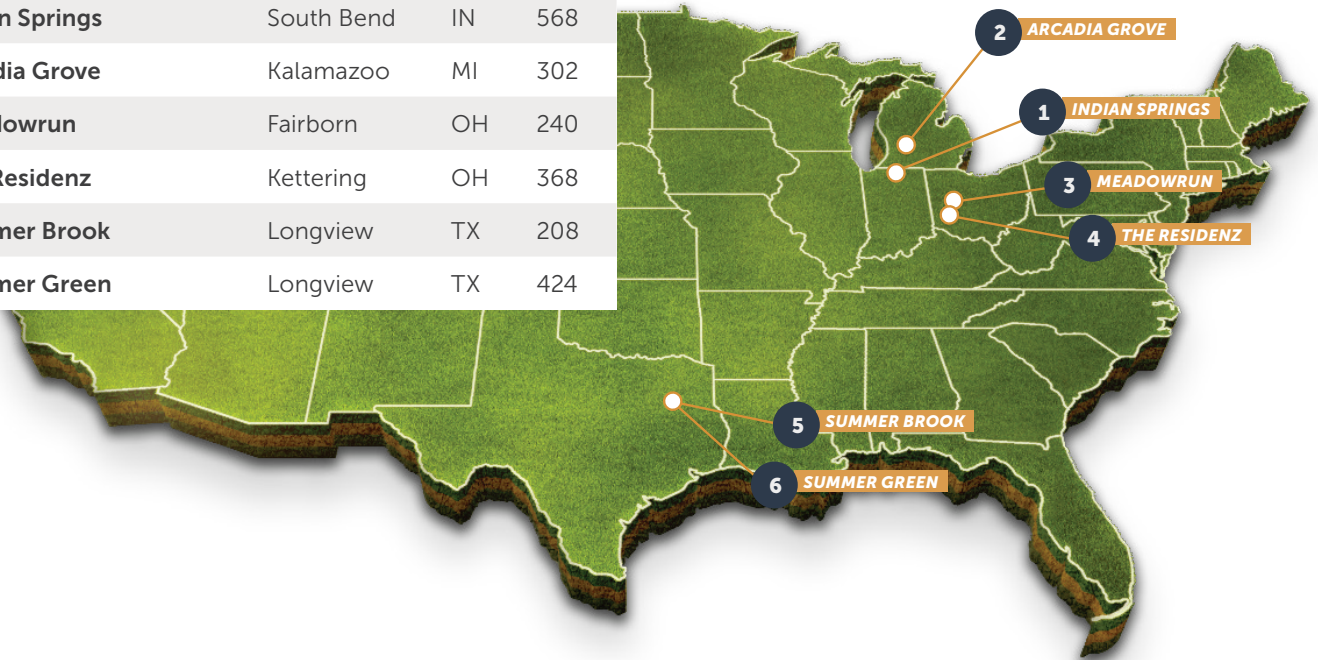 n Springs South Bend IN 568
dia Grove Kalamazoo MI 302
lowrun Fairborn OH 240
Residenz Kettering OH 368
mer Brook Longview TX 208
mer Green Longview TX 424
2 ARCADIA GROVE
1 INDIAN SPRINGS
3 MEADOWRUN
4 THE RESIDENZ
5 SUMMER BROOK
6 SUMMER GREEN